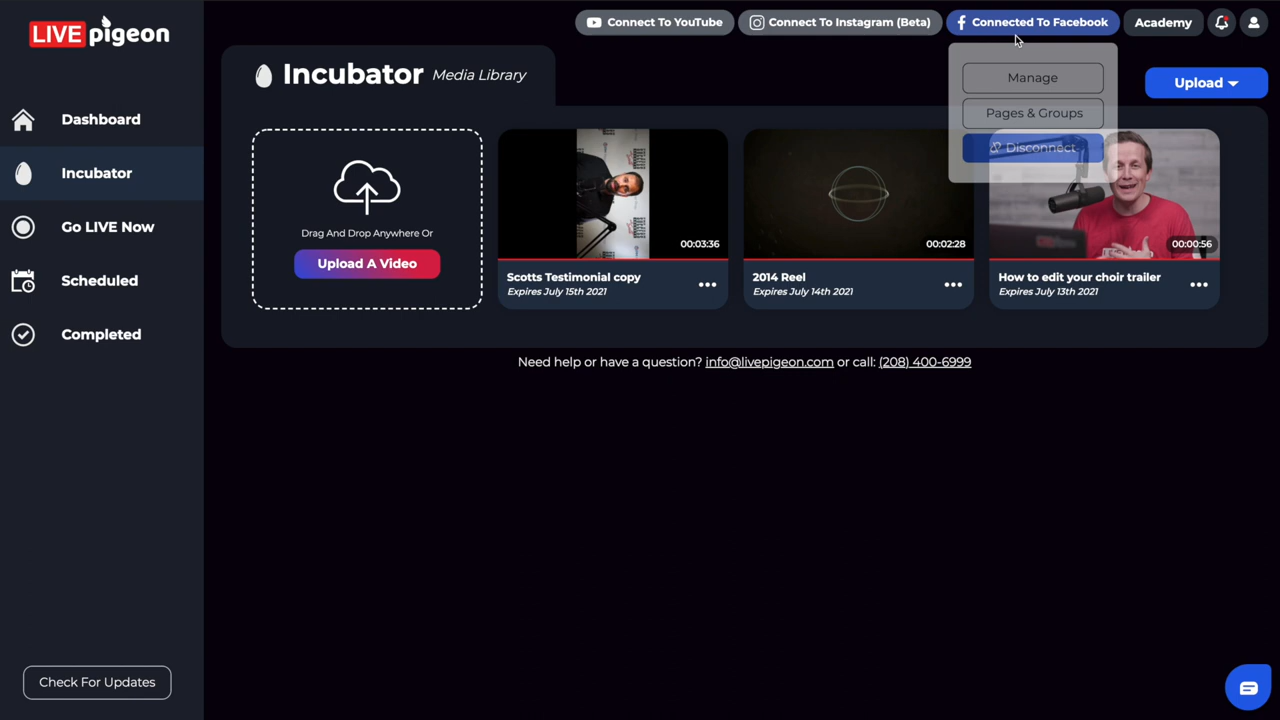 LIVEpigeon
Connect To YouTube
Connect To Instagram (Beta)
Connected To Facebook
Academy
Incubator Media Library
Manage
Upload
Pages & Groups
Disconnect
Dashboard
Incubator
Go LIVE Now
Scheduled
Completed
Drag And Drop Anywhere Or
Upload A Video
00:03:36
Scotts Testimonial copy
Expires July 15th 2021
00:02:28
2014 Reel
Expires July 14th 2021
00:00:56
How to edit your choir trailer
Expires July 13th 2021
Need help or have a question? info@livepigeon.com or call: (208) 400-6999
Check For Updates